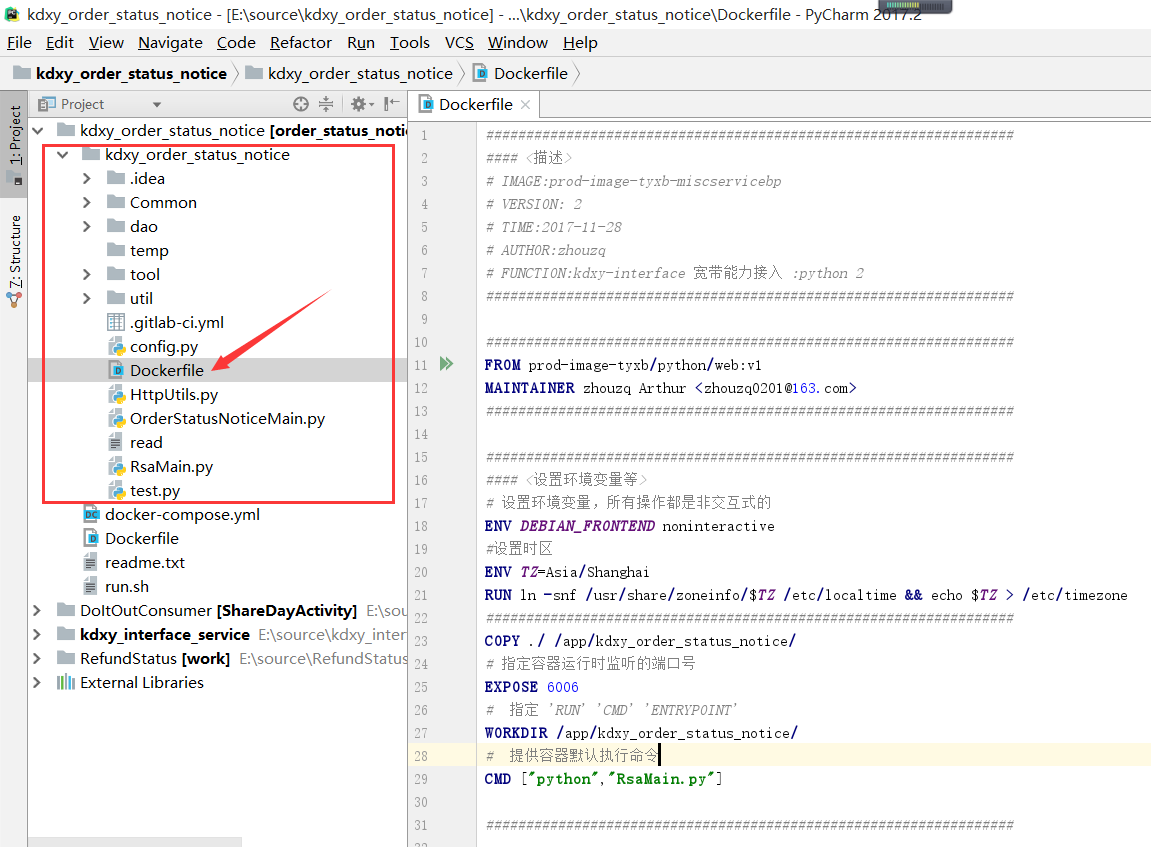 kdxy_order_status_notice - [E:\source\kdxy_order_status_notice] - ...\kdxy_order_status_notice\Dockerfile - PyCharm 2017.2
File Edit View Navigate Code Refactor Run Tools VCS Window Help
kdxy_order_status_notice kdxy_order_status_notice Dockerfile
1: Project
Z: Structure
Project
kdxy_order_status_notice [order_status_noti
kdxy_order_status_notice
.idea
Common
dao
temp
tool
util
.gitlab-ci.yml
config.py
Dockerfile
HttpUtils.py
OrderStatusNoticeMain.py
read
RsaMain.py
test.py
docker-compose.yml
Dockerfile
readme.txt
run.sh
DoItOutConsumer [ShareDayActivity] E:\sou
kdxy_interface_service E:\source\kdxy_inter
RefundStatus [work] E:\source\RefundStatus
External Libraries
Dockerfile
1 ##################################################################
2 #### <描述>
3 # IMAGE:prod-image-tyxb-miscservicebp
4 # VERSION: 2
5 # TIME:2017-11-28
6 # AUTHOR:zhouzq
7 # FUNCTION:kdxy-interface 宽带能力接入 :python 2
8 ##################################################################
9
10 ##################################################################
11 FROM prod-image-tyxb/python/web:v1
12 MAINTAINER zhouzq Arthur <zhouzq0201@163.com>
13 ##################################################################
14
15 ##################################################################
16 #### <设置环境变量等>
17 # 设置环境变量，所有操作都是非交互式的
18 ENV DEBIAN_FRONTEND noninteractive
19 #设置时区
20 ENV TZ=Asia/Shanghai
21 RUN ln -snf /usr/share/zoneinfo/$TZ /etc/localtime && echo $TZ > /etc/timezone
22 ##################################################################
23 COPY ./ /app/kdxy_order_status_notice/
24 # 指定容器运行时监听的端口号
25 EXPOSE 6006
26 # 指定 'RUN' 'CMD' 'ENTRYPOINT'
27 WORKDIR /app/kdxy_order_status_notice/
28 # 提供容器默认执行命令
29 CMD ["python","RsaMain.py"]
30
31 ##################################################################